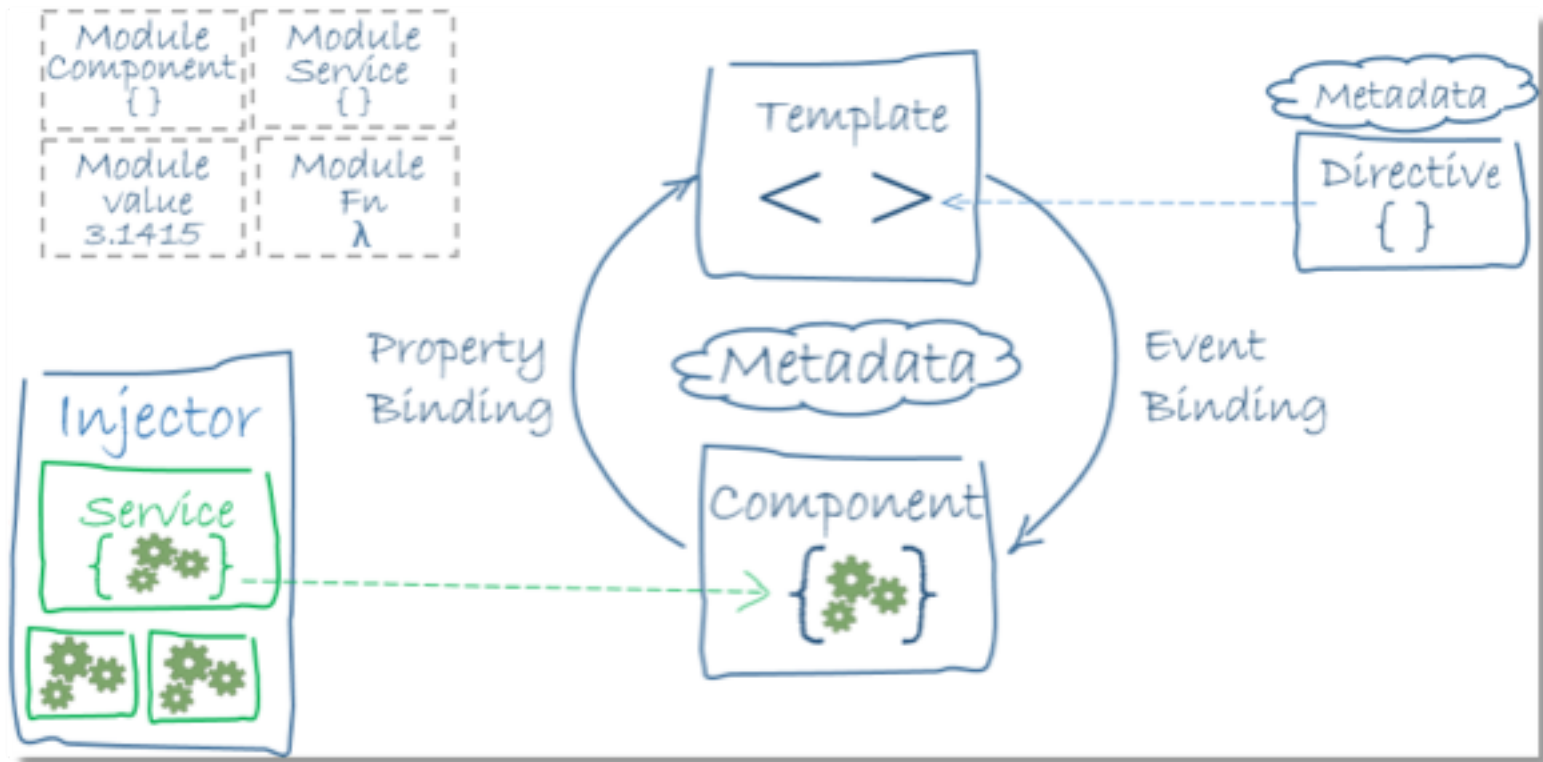 Module
Component
{ }
Module
Service
{ }
Module
value
3.1415
Module
Fn
λ
Template
< >
Metadata
Directive
{ }
Property
Binding
Metadata
Event
Binding
Injector
Service
{ }
Component
{ }